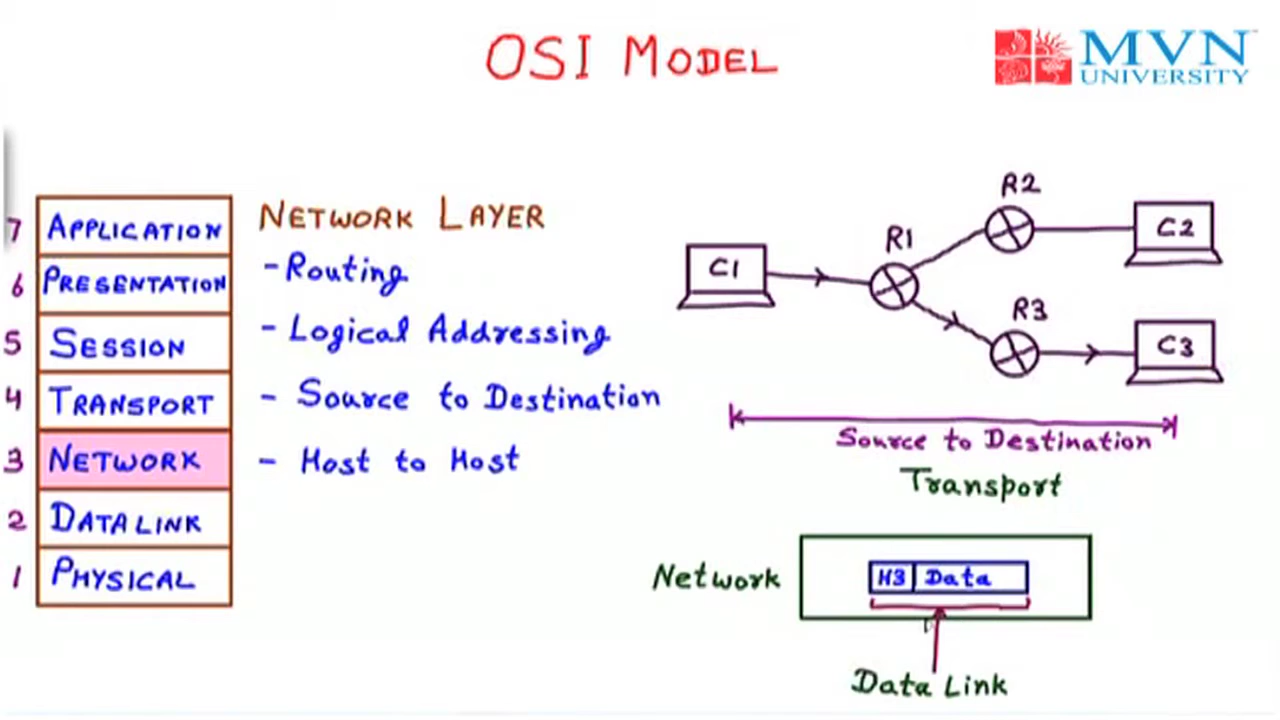 OSI MODEL
MVN
UNIVERSITY
7 APPLICATION
6 PRESENTATION
5 SESSION
4 TRANSPORT
3 NETWORK
2 DATA LINK
1 PHYSICAL
NETWORK LAYER
- Routing
- Logical Addressing
- Source to Destination
- Host to Host
C1
R1
R2
C2
R3
C3
Source to Destination
Transport
Network
H3 Data
Data Link